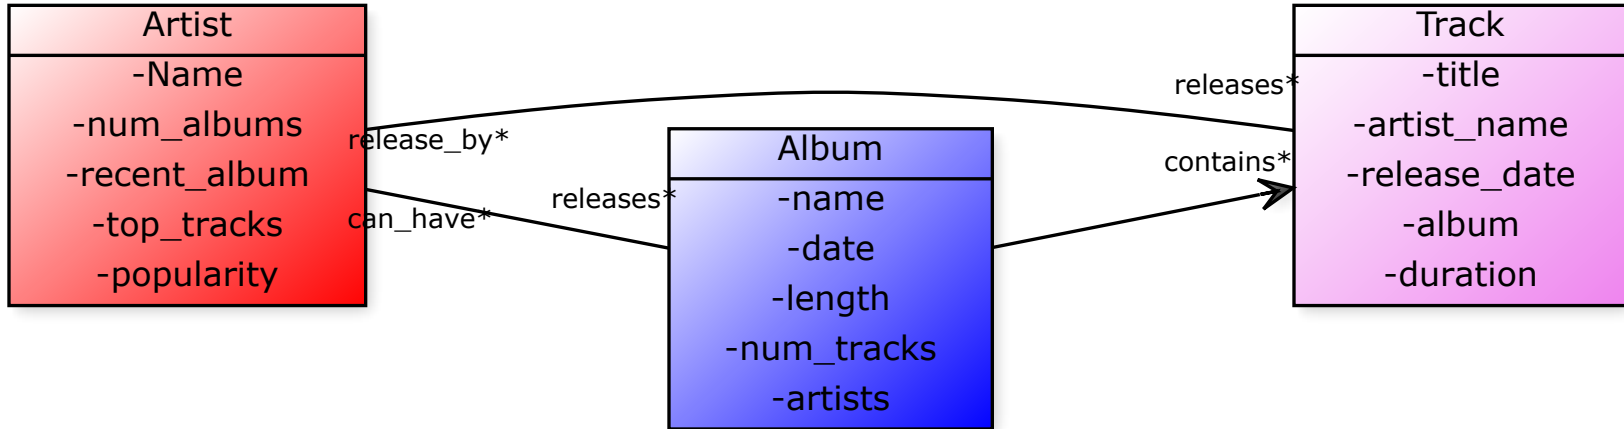 Artist
-Name
-num_albums
-recent_album
-top_tracks
-popularity
release_by*
can_have*
releases*
Album
-name
-date
-length
-num_tracks
-artists
releases*
contains*
Track
-title
-artist_name
-release_date
-album
-duration